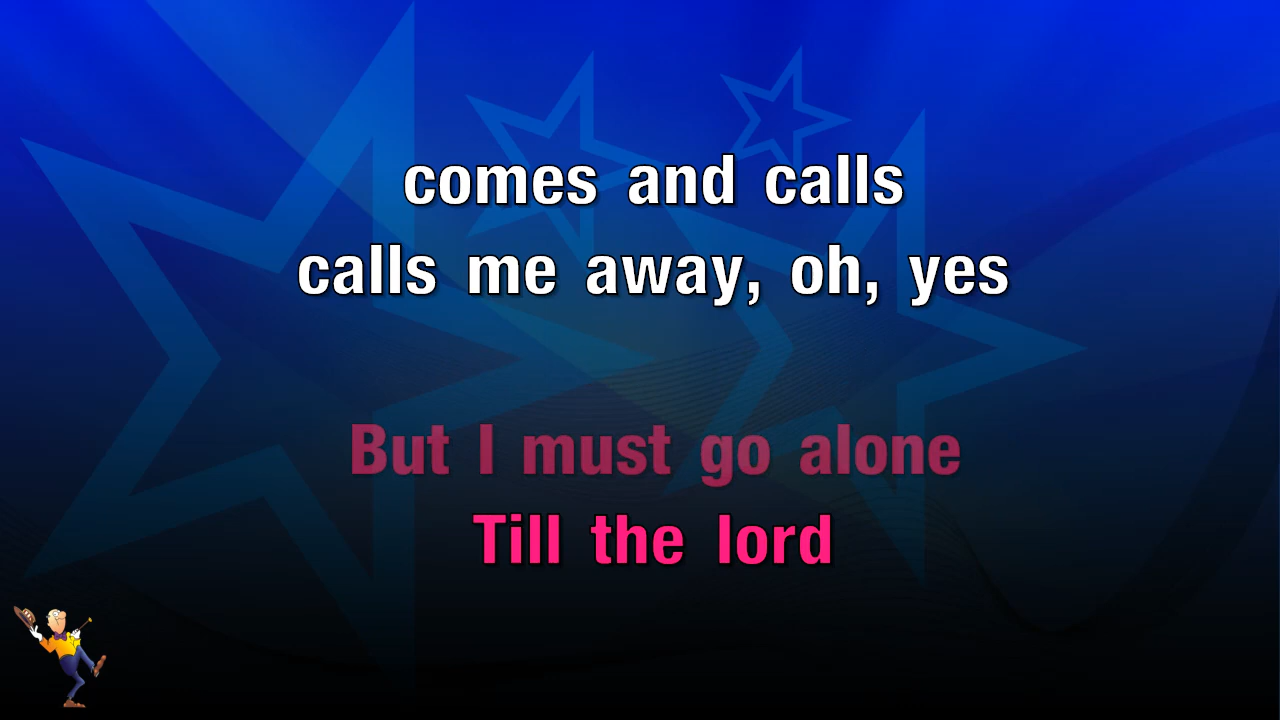 comes and calls
calls me away, oh, yes
But I must go alone
Till the lord